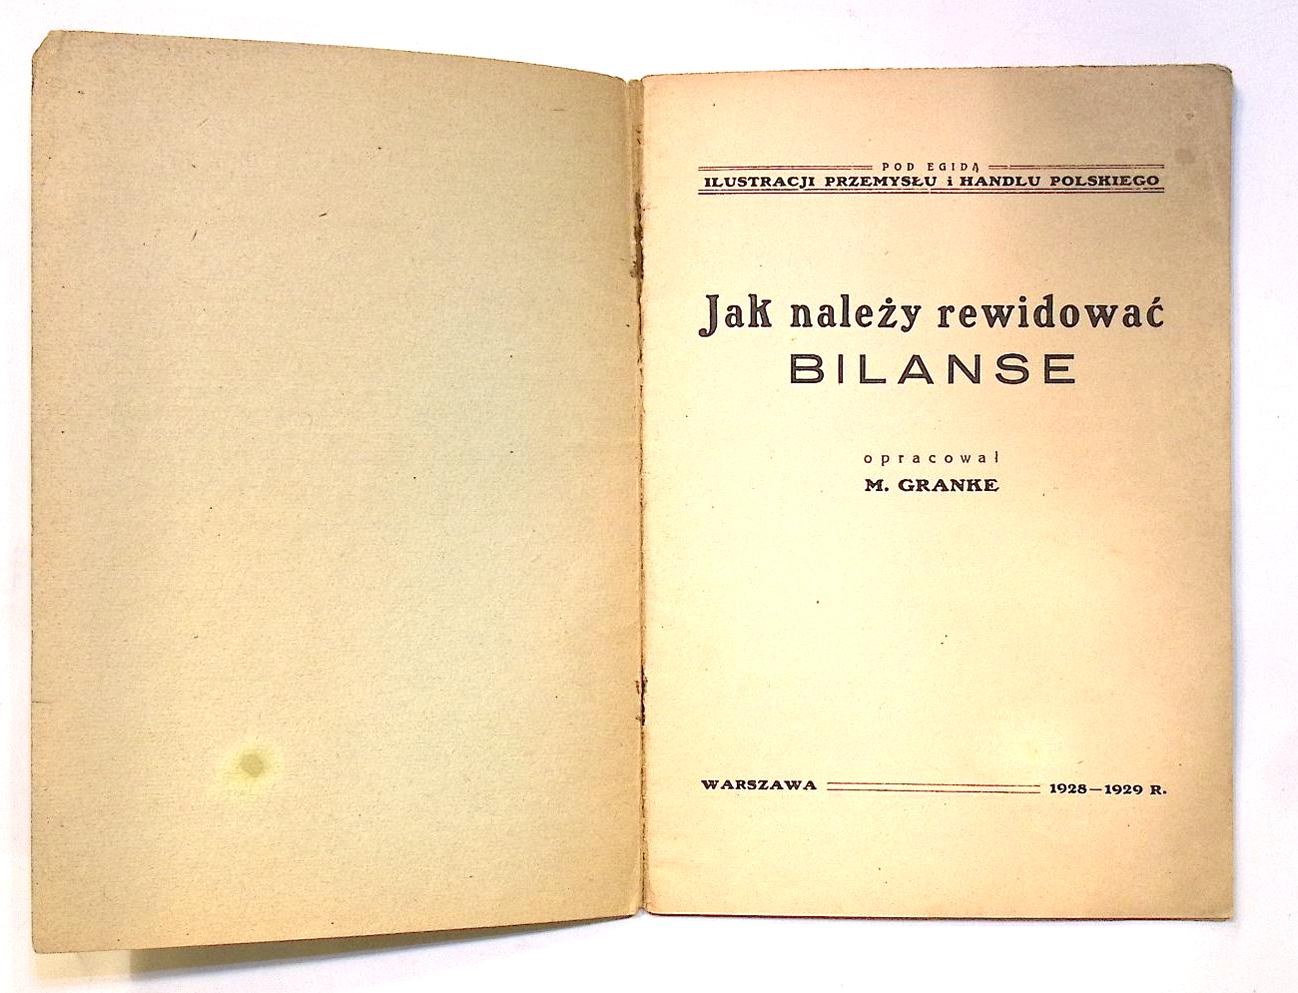 POD EGIDĄ
ILUSTRACJI PRZEMYSŁU i HANDLU POLSKIEGO
Jak należy rewidować
BILANSE
opracował
M. GRANKE
WARSZAWA 1928—1929 R.